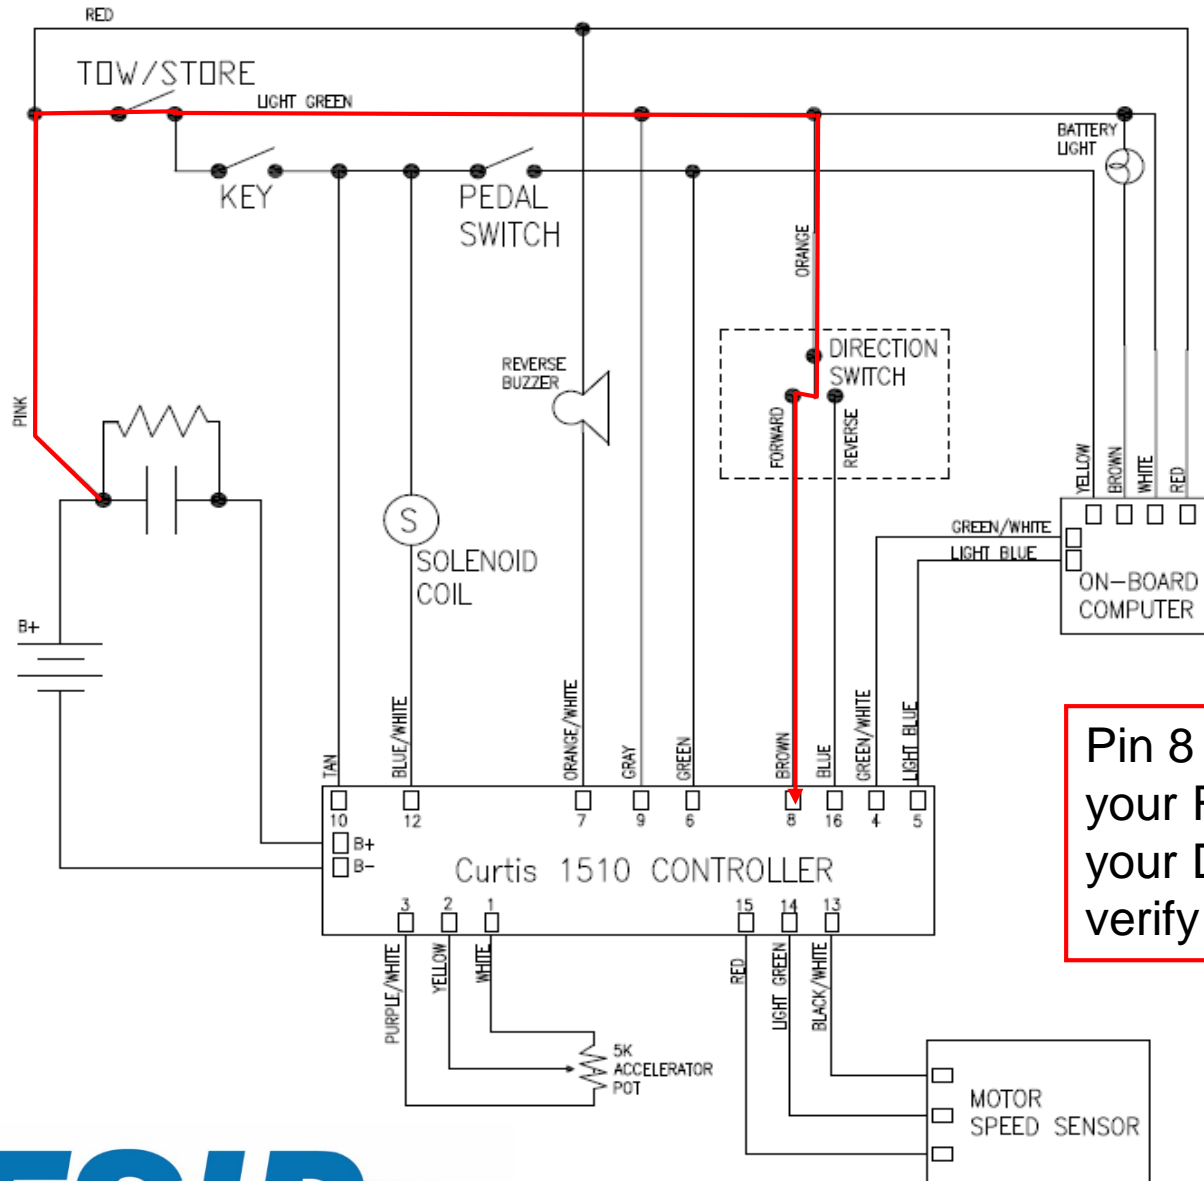 RED
TOW/STORE
LIGHT GREEN
BATTERY
LIGHT
KEY
PEDAL
SWITCH
ORANGE
DIRECTION
SWITCH
REVERSE
BUZZER
PINK
FORWARD
REVERSE
YELLOW
BROWN
WHITE
RED
S
SOLENOID
COIL
GREEN/WHITE
LIGHT BLUE
ON-BOARD
COMPUTER
B+
TAN
BLUE/WHITE
ORANGE/WHITE
GRAY
GREEN
BROWN
BLUE
GREEN/WHITE
LIGHT BLUE
Pin 8
your
your
verify
10 12 7 9 6 8 16 4 5
B+
B-
Curtis 1510 CONTROLLER
3 2 1 15 14 13
PURPLE/WHITE
YELLOW
WHITE
RED
LIGHT GREEN
BLACK/WHITE
5K
ACCELERATOR
POT
MOTOR
SPEED SENSOR